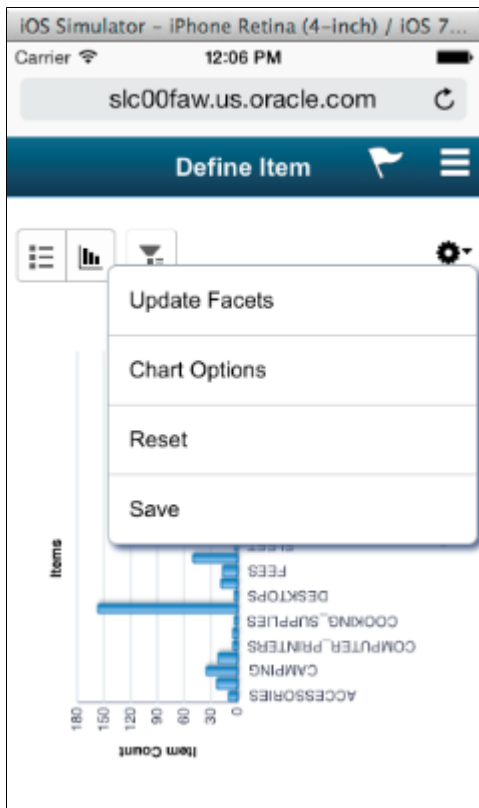 iOS Simulator – iPhone Retina (4-inch) / iOS 7...
Carrier 12:06 PM
slc00faw.us.oracle.com
Define Item
Update Facets
Chart Options
Reset
Save
Items
FEES
DESKTOPS
COOKING_SUPPLIES
COMPUTER_PRINTERS
CAMPING
ACCESSORIES
180 150 120 90 60 30 0
Item Count